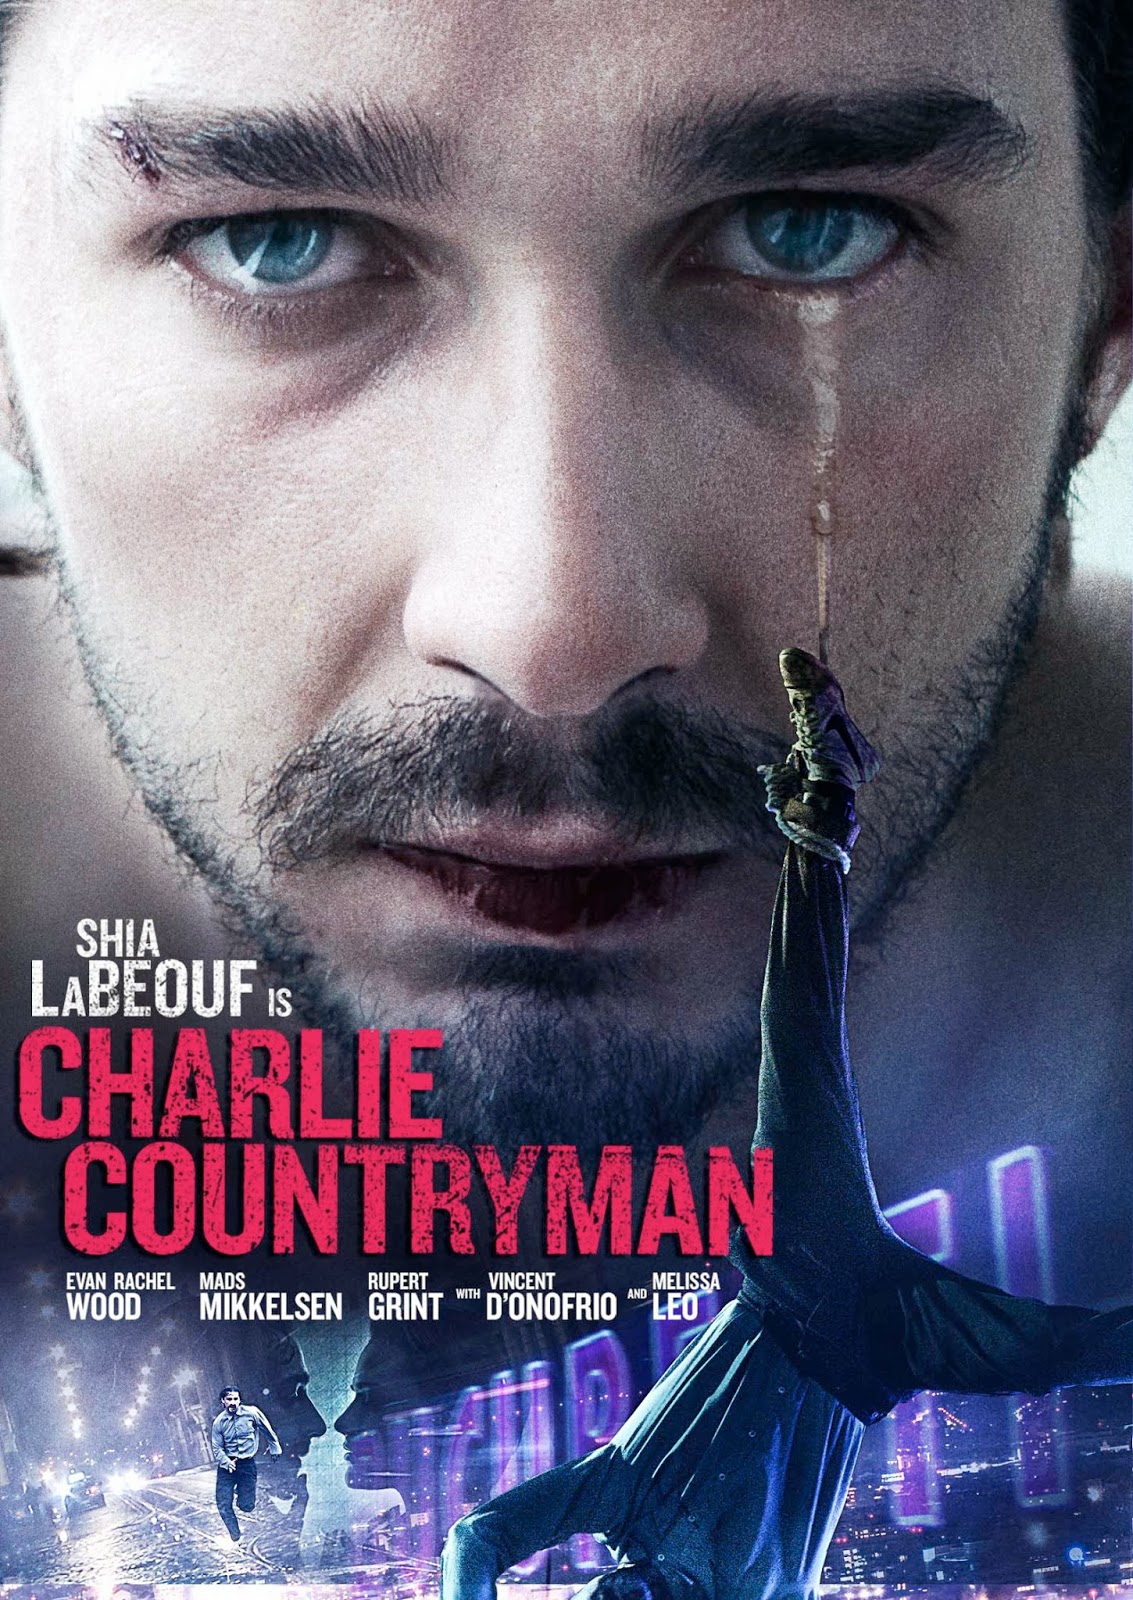 SHIA
LABEOUF IS
CHARLIE
COUNTRYMAN
EVAN RACHEL WOOD
MADS MIKKELSEN
RUPERT GRINT
WITH VINCENT D'ONOFRIO
AND MELISSA LEO